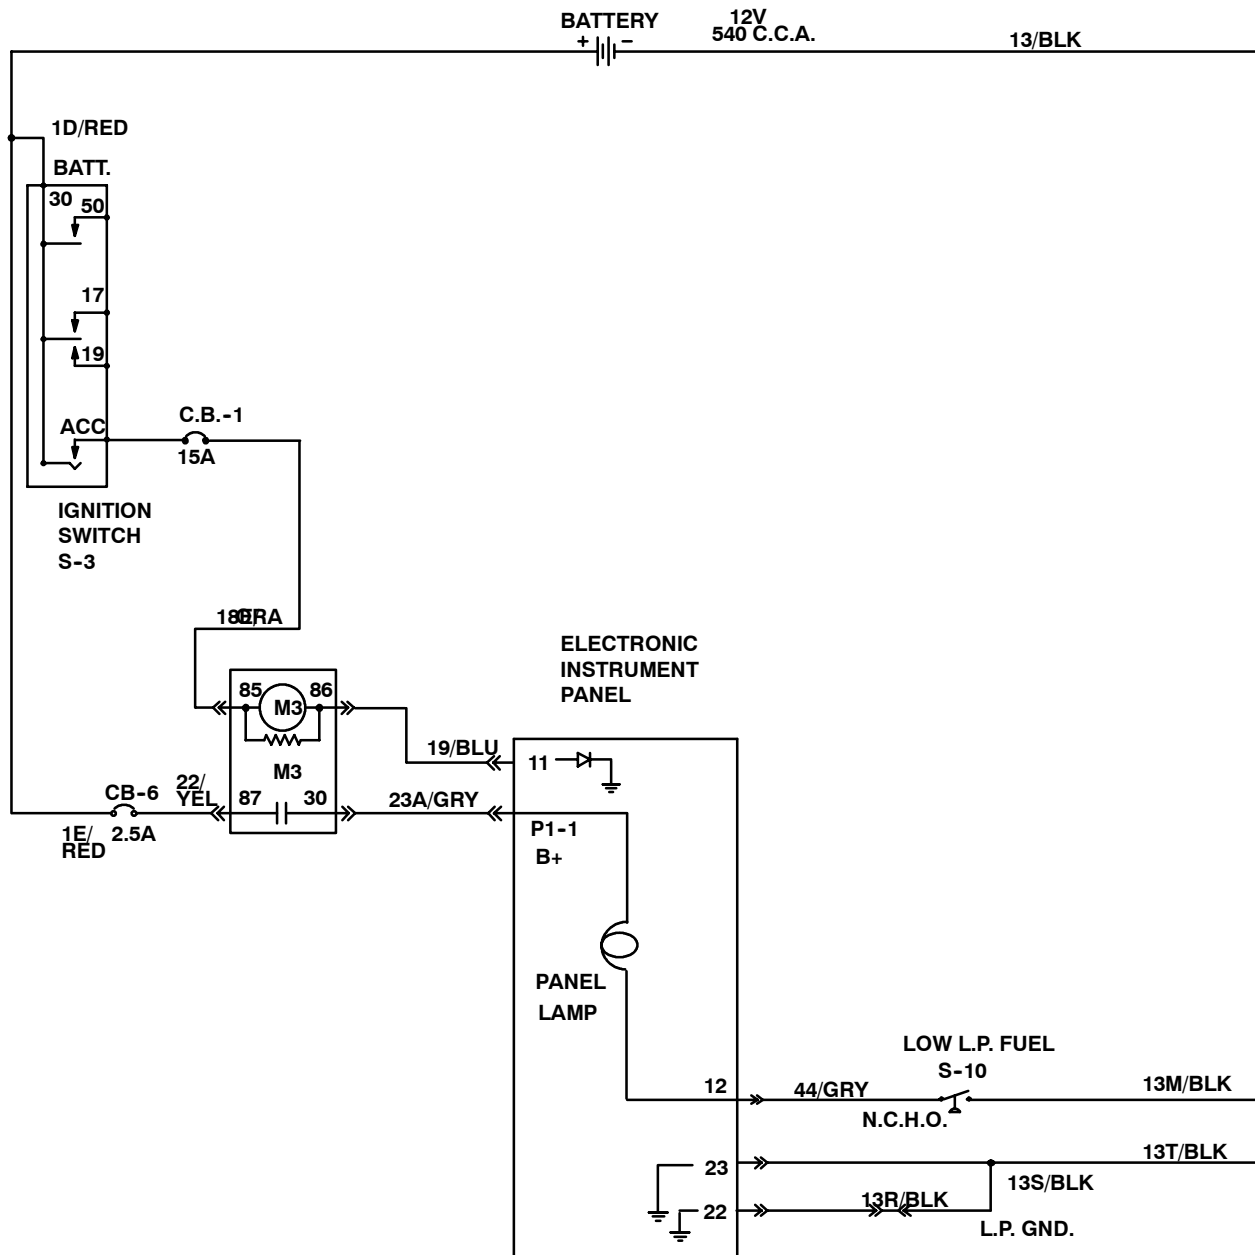 BATTERY
12V
540 C.C.A.
+ −
13/BLK
1D/RED
BATT.
30
50
17
19
ACC
C.B.-1
15A
IGNITION
SWITCH
S-3
ELECTRONIC
INSTRUMENT
PANEL
85
M3
86
M3
19/BLU
11
CB-6
22/
YEL
87
30
23A/GRY
1E/
RED
2.5A
P1-1
B+
PANEL
LAMP
LOW L.P. FUEL
S-10
12
44/GRY
N.C.H.O.
13M/BLK
23
13T/BLK
13S/BLK
22
13R/BLK
L.P. GND.